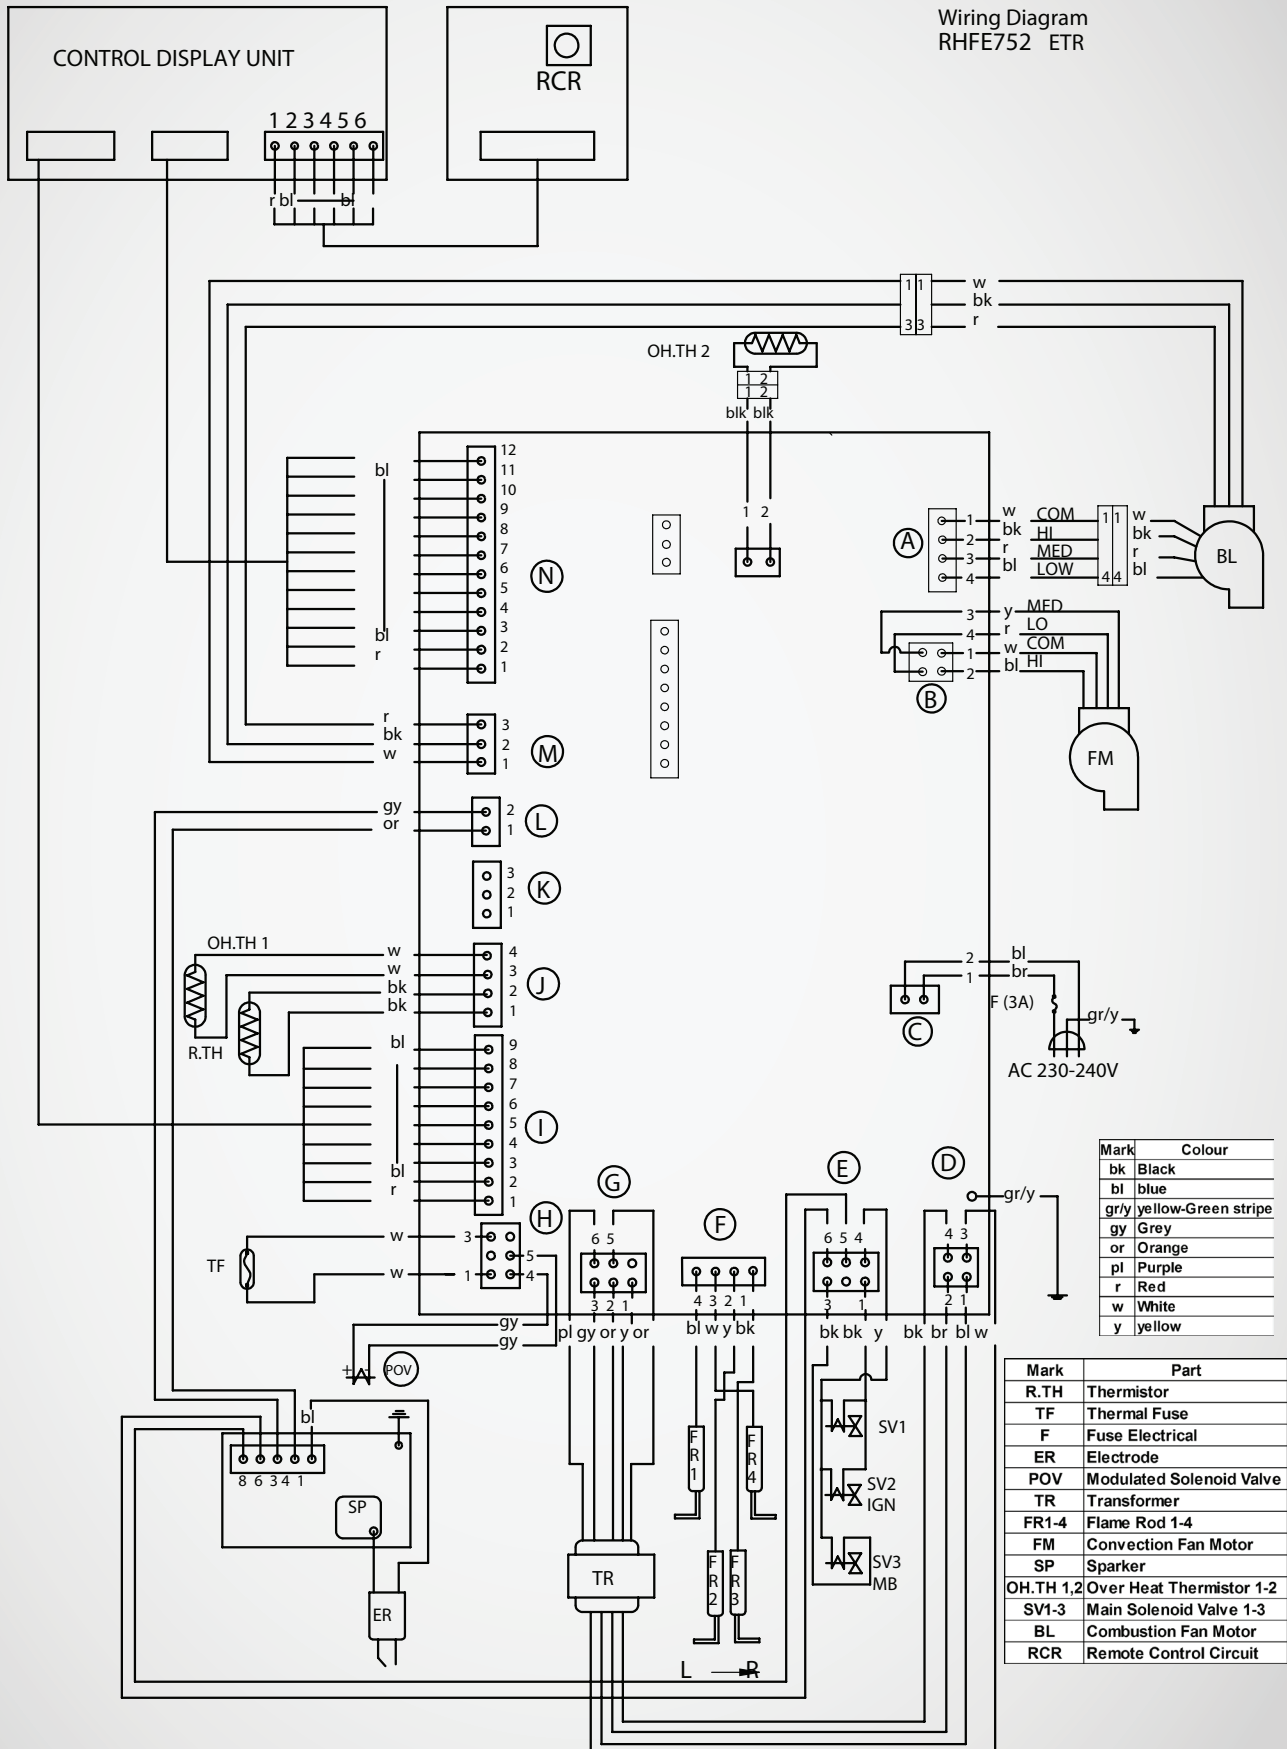 Wiring Diagram
RHFE752 ETR
CONTROL DISPLAY UNIT
RCR
1 2 3 4 5 6
r bl bl
1 1 w
bk
3 3 r
OH.TH 2
1 2
1 2
blk blk
1 2
12
bl 11
10
9
8
7
6
5
4
bl 3
r 2
1
N
A
1 w COM 1 1 w
2 bk HI bk
3 r MED r
4 bl LOW 4 4 bl
BL
3 y MED
4 r LO
1 w COM
2 bl HI
B
FM
r 3
bk 2
w 1
M
gy 2
or 1
L
3
2
1
K
OH.TH 1
w 4
w 3
bk 2
bk 1
J
R.TH
2 bl
1 br
C
F (3A)
gr/y
AC 230-240V
bl 9
8
7
6
5
4
bl 3
r 2
1
I
H
w 3
5
w 1 4
TF
gy
gy
+ -
POV
G
6 5
3 2 1
pl gy or y or
F
4 3 2 1
bl w y bk
E
6 5 4
3 1
bk bk y
D
gr/y
4 3
2 1
bk br bl w
bl
8 6 3 4 1
SP
ER
TR
FR1
FR4
FR2
FR3
L R
SV1
SV2
IGN
SV3
MB
Mark Colour
bk Black
bl blue
gr/y yellow-Green stripe
gy Grey
or Orange
pl Purple
r Red
w White
y yellow
Mark Part
R.TH Thermistor
TF Thermal Fuse
F Fuse Electrical
ER Electrode
POV Modulated Solenoid Valve
TR Transformer
FR1-4 Flame Rod 1-4
FM Convection Fan Motor
SP Sparker
OH.TH 1,2 Over Heat Thermistor 1-2
SV1-3 Main Solenoid Valve 1-3
BL Combustion Fan Motor
RCR Remote Control Circuit